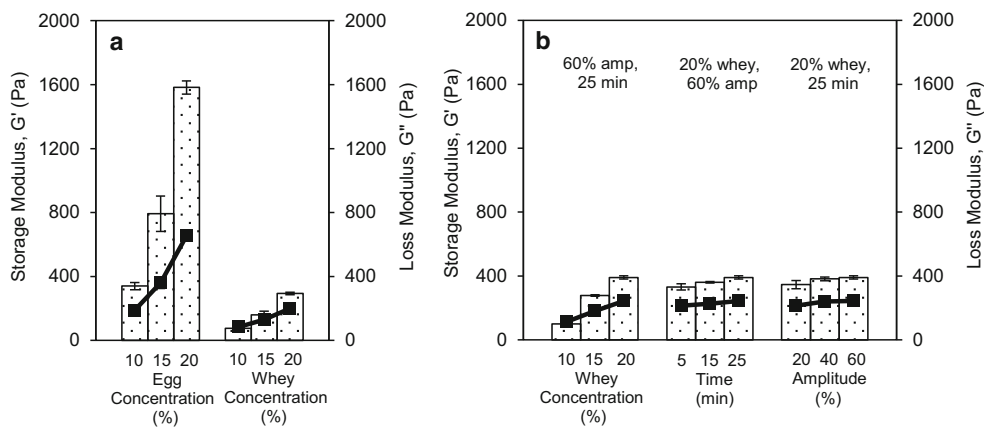 a
Storage Modulus, G' (Pa)
2000
1600
1200
800
400
0
10 15 20
Egg
Concentration
(%)
10 15 20
Whey
Concentration
(%)
2000
1600
1200
800
400
0
Loss Modulus, G" (Pa)
b
Storage Modulus, G' (Pa)
2000
1600
1200
800
400
0
60% amp,
25 min
20% whey,
60% amp
20% whey,
25 min
10 15 20
Whey
Concentration
(%)
5 15 25
Time
(min)
20 40 60
Amplitude
(%)
2000
1600
1200
800
400
0
Loss Modulus, G" (Pa)